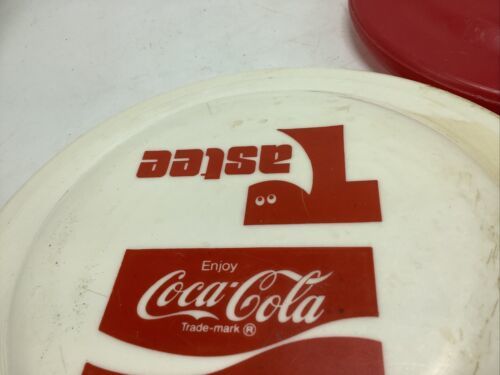 Tastee
Enjoy
Coca-Cola
Trade-mark ®